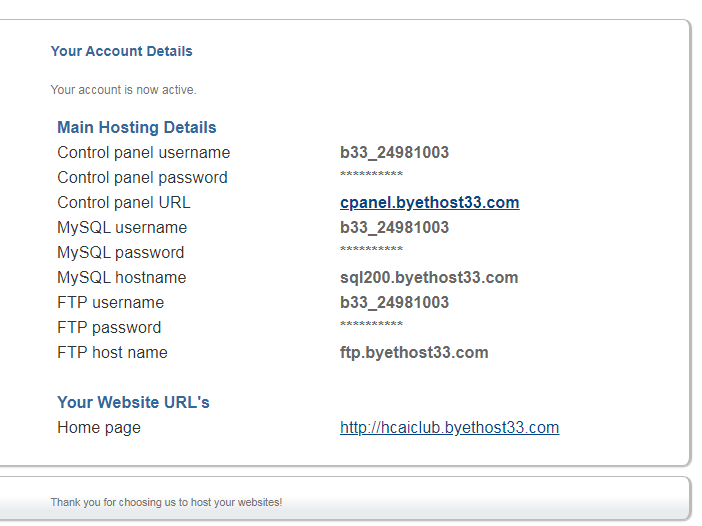 Your Account Details
Your account is now active.
Main Hosting Details
Control panel username b33_24981003
Control panel password **********
Control panel URL cpanel.byethost33.com
MySQL username b33_24981003
MySQL password **********
MySQL hostname sql200.byethost33.com
FTP username b33_24981003
FTP password **********
FTP host name ftp.byethost33.com
Your Website URL's
Home page http://hcaiclub.byethost33.com
Thank you for choosing us to host your websites!